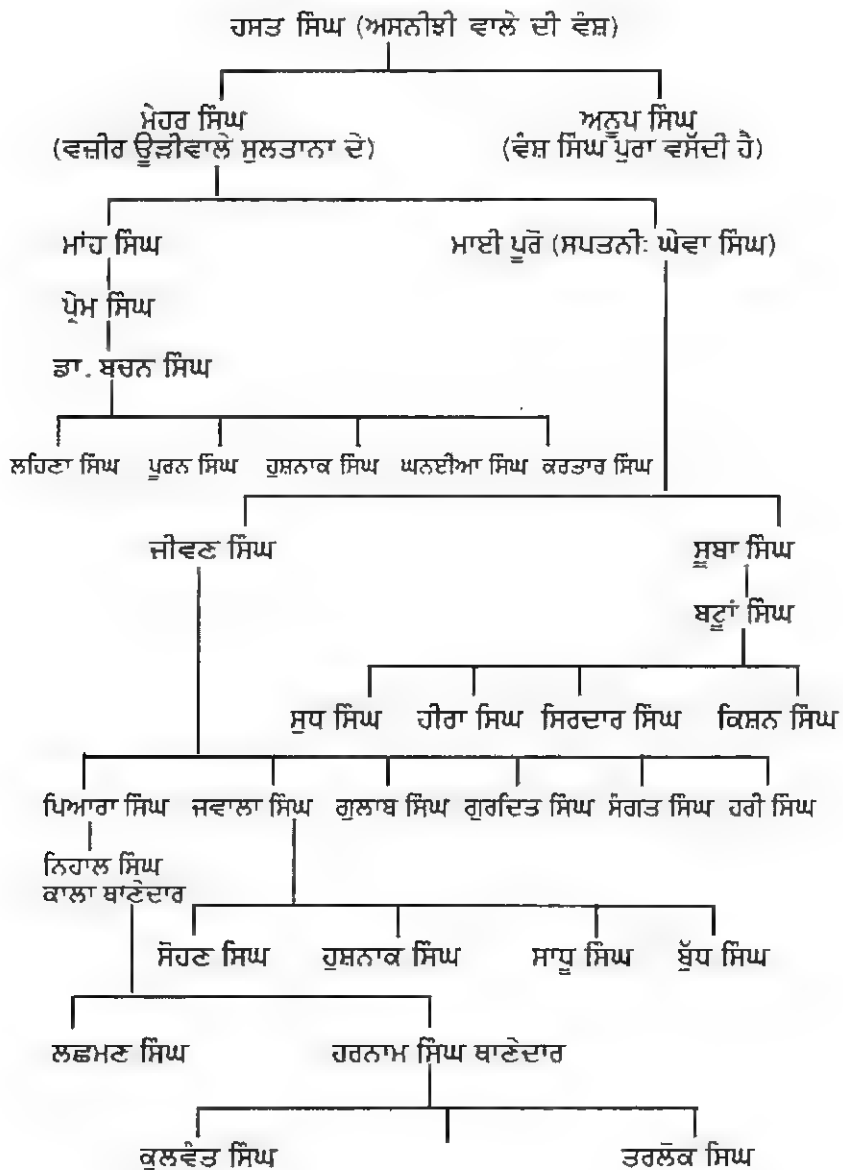 ਹਸਤ ਸਿੰਘ (ਅਸਨੀਝੀ ਵਾਲੇ ਦੀ ਵੰਸ਼)
ਮੇਹਰ ਸਿੰਘ ਅਨੂਪ ਸਿੰਘ
(ਵਜ਼ੀਰ ਊੜੀਵਾਲੇ ਸੁਲਤਾਨਾ ਦੇ) (ਵੰਸ਼ ਸਿੰਘ ਪੁਰਾ ਵਸੱਦੀ ਹੈ)
ਮਾਂਹ ਸਿੰਘ ਮਾਈ ਪੂਰੋ (ਸਪਤਨੀ: ਘੇਵਾ ਸਿੰਘ)
ਪ੍ਰੇਮ ਸਿੰਘ
ਡਾ. ਬਚਨ ਸਿੰਘ
ਲਹਿਣਾ ਸਿੰਘ ਪੂਰਨ ਸਿੰਘ ਹੁਸ਼ਨਾਕ ਸਿੰਘ ਘਨਈਆ ਸਿੰਘ ਕਰਤਾਰ ਸਿੰਘ
ਜੀਵਣ ਸਿੰਘ ਸੂਬਾ ਸਿੰਘ
ਬਟੂਾਂ ਸਿੰਘ
ਸੁਧ ਸਿੰਘ ਹੀਰਾ ਸਿੰਘ ਸਿਰਦਾਰ ਸਿੰਘ ਕਿਸ਼ਨ ਸਿੰਘ
ਪਿਆਰਾ ਸਿੰਘ ਜਵਾਲਾ ਸਿੰਘ ਗੁਲਾਬ ਸਿੰਘ ਗੁਰਦਿਤ ਸਿੰਘ ਸੰਗਤ ਸਿੰਘ ਹਰੀ ਸਿੰਘ
ਨਿਹਾਲ ਸਿੰਘ
ਕਾਲਾ ਥਾਣੇਦਾਰ
ਸੋਹਣ ਸਿੰਘ ਹੁਸ਼ਨਾਕ ਸਿੰਘ ਸਾਧੂ ਸਿੰਘ ਬੁੱਧ ਸਿੰਘ
ਲਛਮਣ ਸਿੰਘ ਹਰਨਾਮ ਸਿੰਘ ਥਾਣੇਦਾਰ
ਕੁਲਵੰਤ ਸਿੰਘ ਤਰਲੋਕ ਸਿੰਘ